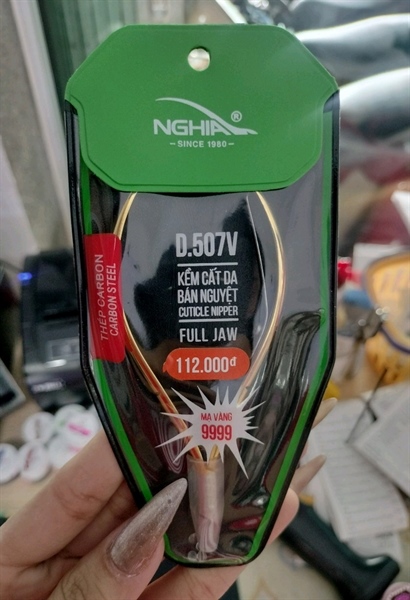 NGHIA®
–SINCE 1980–
D.507V
KỀM CẮT DA
BÁN NGUYỆT
CUTICLE NIPPER
FULL JAW
112.000đ
THÉP CARBON
CARBON STEEL
MẠ VÀNG
9999